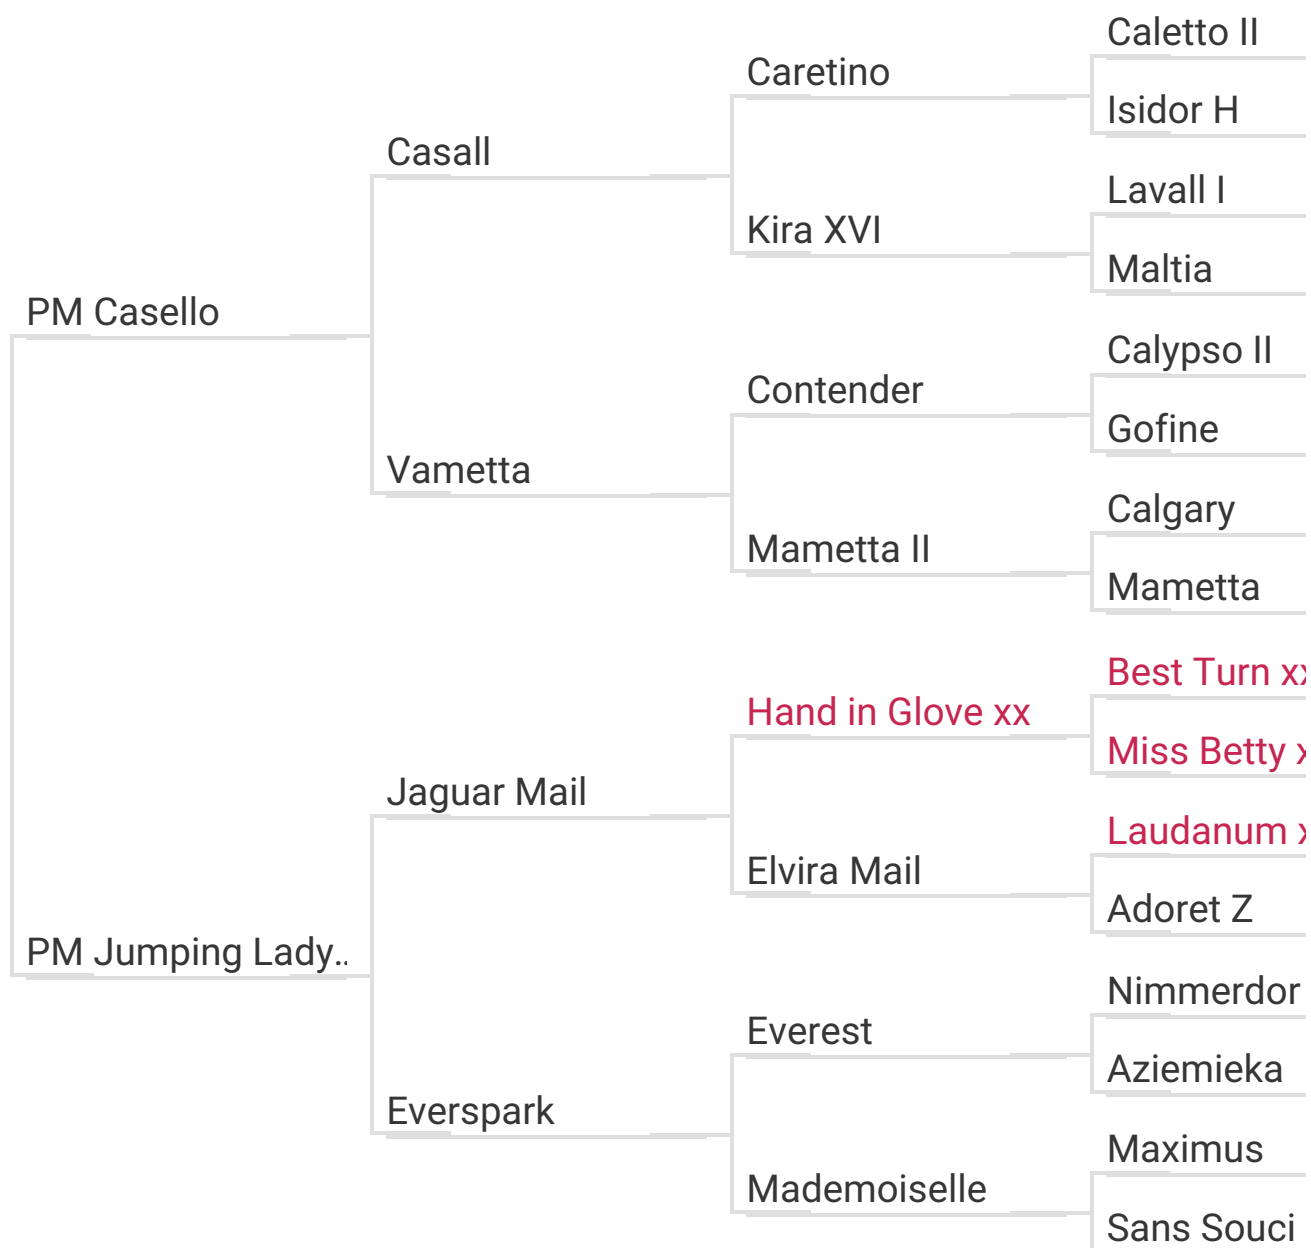 Caletto II
Caretino
Isidor H
Casall
Lavall I
Kira XVI
Maltia
PM Casello
Calypso II
Contender
Gofine
Vametta
Calgary
Mametta II
Mametta
Best Turn xx
Hand in Glove xx
Miss Betty x
Jaguar Mail
Laudanum x
Elvira Mail
Adoret Z
PM Jumping Lady..
Nimmerdor
Everest
Aziemieka
Everspark
Maximus
Mademoiselle
Sans Souci